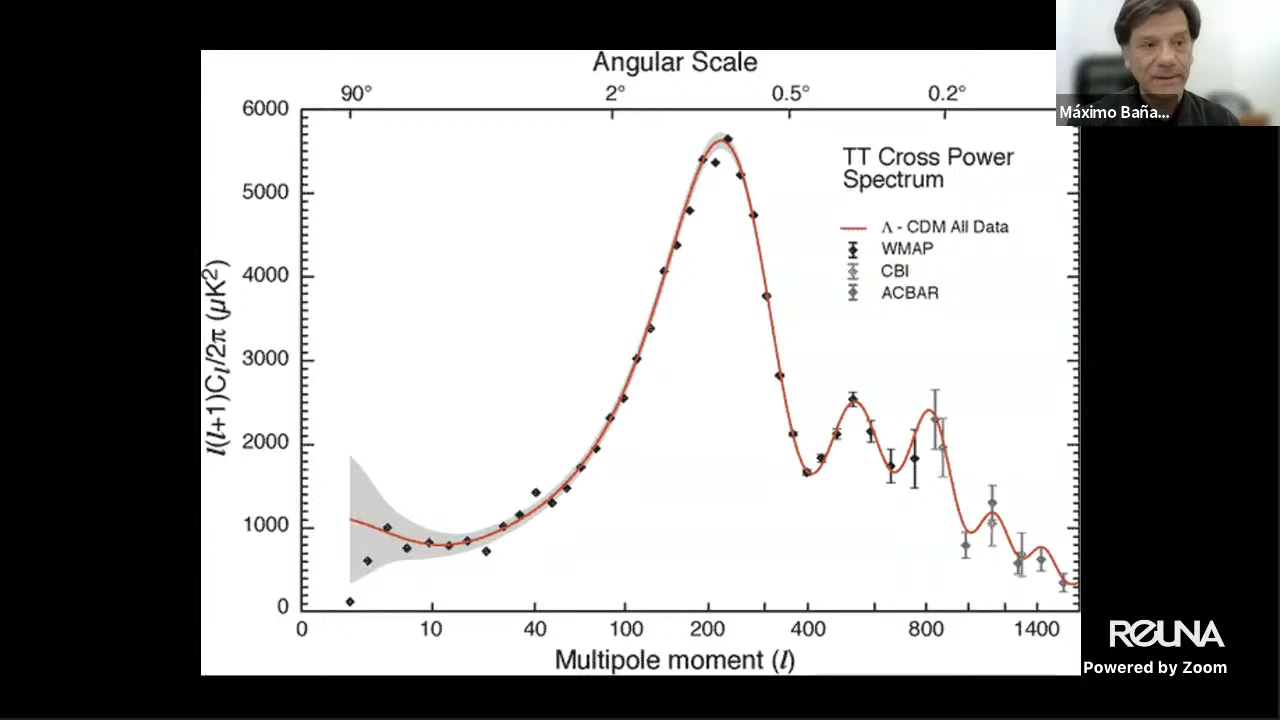 Angular Scale
90° 2° 0.5° 0.2°
Máximo Baña...
6000
5000
4000
3000
2000
1000
0
l(l+1)Cl/2π (μK2)
TT Cross Power
Spectrum
Λ - CDM All Data
WMAP
CBI
ACBAR
0 10 40 100 200 400 800 1400
Multipole moment (l)
REUNA
Powered by Zoom